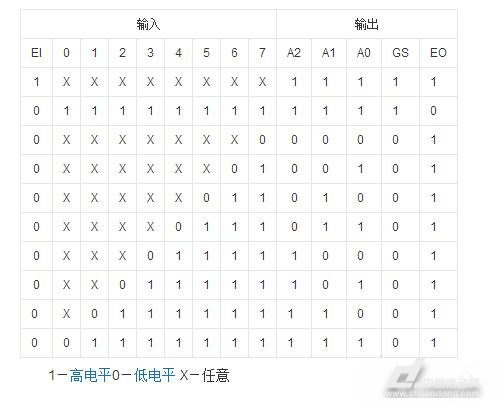 输入 输出
EI 0 1 2 3 4 5 6 7 A2 A1 A0 GS EO
1 X X X X X X X X 1 1 1 1 1
0 1 1 1 1 1 1 1 1 1 1 1 1 0
0 X X X X X X X 0 0 0 0 0 1
0 X X X X X X 0 1 0 0 1 0 1
0 X X X X X 0 1 1 0 1 0 0 1
0 X X X X 0 1 1 1 0 1 1 0 1
0 X X X 0 1 1 1 1 1 0 0 0 1
0 X X 0 1 1 1 1 1 1 0 1 0 1
0 X 0 1 1 1 1 1 1 1 1 0 0 1
0 0 1 1 1 1 1 1 1 1 1 1 0 1
1－高电平0－低电平 X－任意
www.chuandong.com